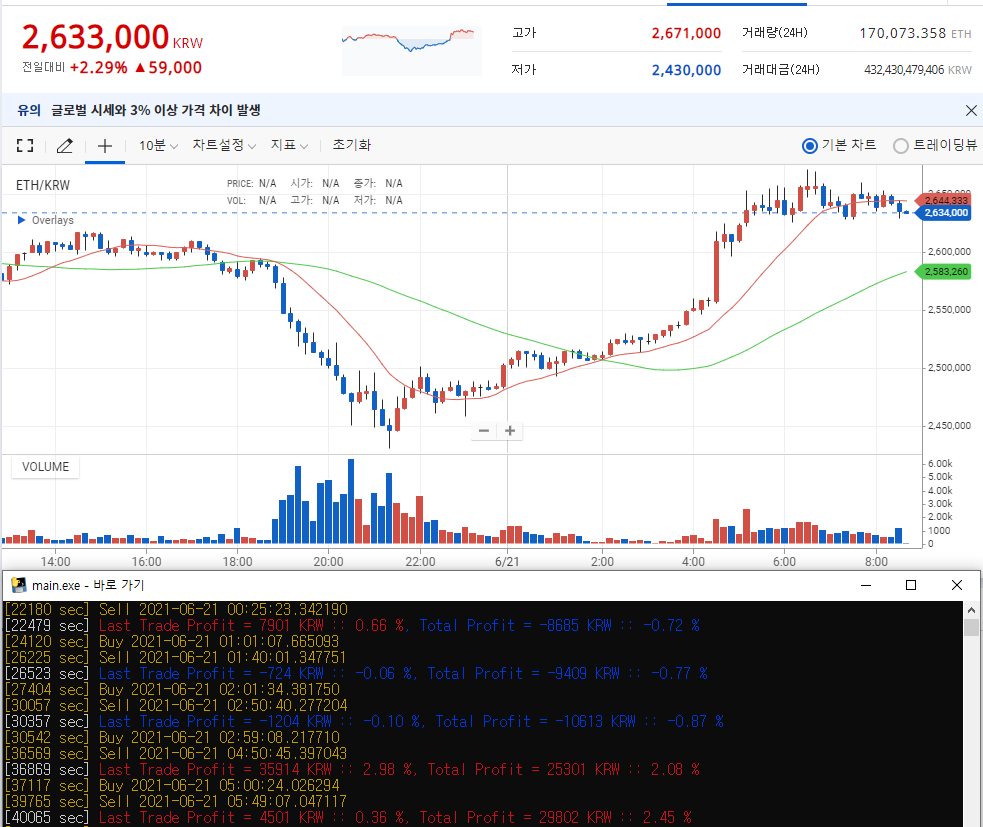 2,633,000 KRW
전일대비 +2.29% ▲59,000
고가 2,671,000 거래량(24H) 170,073.358 ETH
저가 2,430,000 거래대금(24H) 432,430,479,406 KRW
유의 글로벌 시세와 3% 이상 가격 차이 발생
10분 차트설정 지표 초기화 기본 차트 트레이딩뷰
ETH/KRW
PRICE: N/A 시가: N/A 종가: N/A
VOL: N/A 고가: N/A 저가: N/A
Overlays
2,650,000
2,644,333
2,634,000
2,600,000
2,583,260
2,550,000
2,500,000
2,450,000
VOLUME
6.00k
5.00k
4.00k
3.00k
2.00k
1000
0
14:00 16:00 18:00 20:00 22:00 6/21 2:00 4:00 6:00 8:00
main.exe - 바로 가기
[22180 sec] Sell 2021-06-21 00:25:23.342190
[22479 sec] Last Trade Profit = 7901 KRW :: 0.66 %, Total Profit = -8685 KRW :: -0.72 %
[24120 sec] Buy 2021-06-21 01:01:07.665093
[26225 sec] Sell 2021-06-21 01:40:01.347751
[26523 sec] Last Trade Profit = -724 KRW :: -0.06 %, Total Profit = -9409 KRW :: -0.77 %
[27404 sec] Buy 2021-06-21 02:01:34.381750
[30057 sec] Sell 2021-06-21 02:50:40.277204
[30357 sec] Last Trade Profit = -1204 KRW :: -0.10 %, Total Profit = -10613 KRW :: -0.87 %
[30542 sec] Buy 2021-06-21 02:59:08.217710
[36569 sec] Sell 2021-06-21 04:50:45.397043
[36869 sec] Last Trade Profit = 35914 KRW :: 2.98 %, Total Profit = 25301 KRW :: 2.08 %
[37117 sec] Buy 2021-06-21 05:00:24.026294
[39765 sec] Sell 2021-06-21 05:49:07.047117
[40065 sec] Last Trade Profit = 4501 KRW :: 0.36 %, Total Profit = 29802 KRW :: 2.45 %